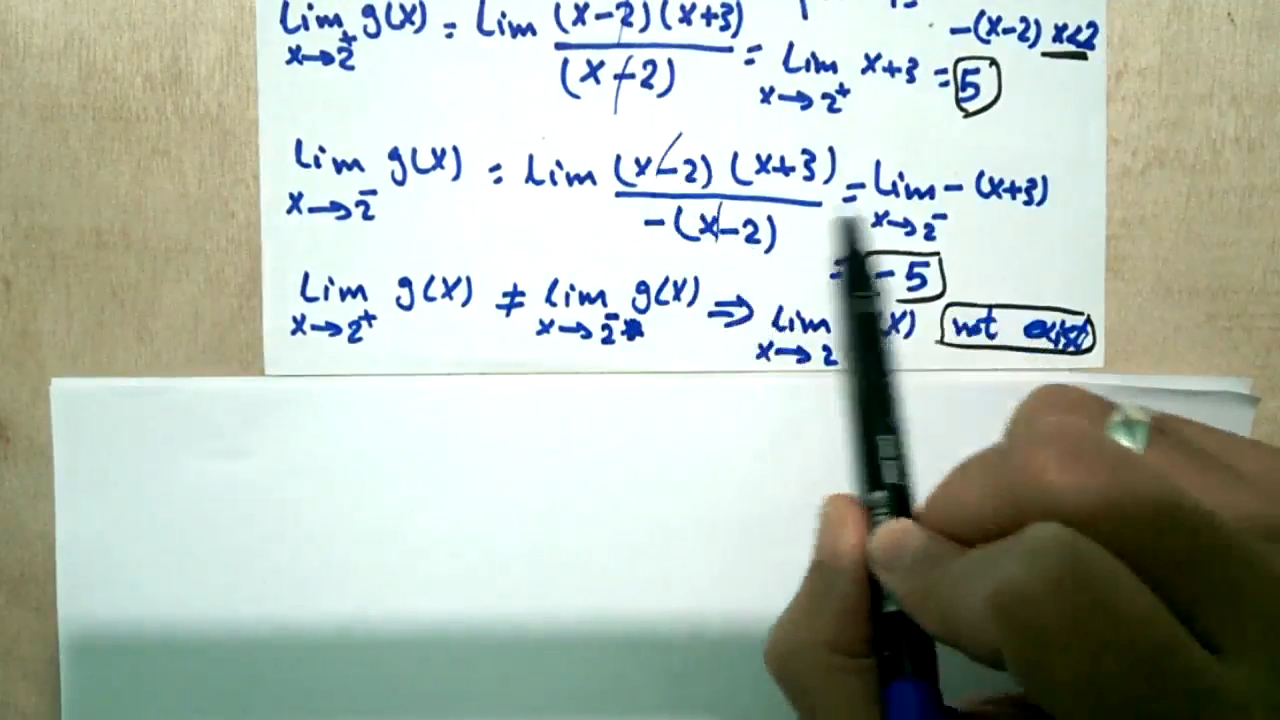 lim x→2⁺ g(x) = lim (x-2)(x+3) / (x-2) = lim x→2⁺ x+3 = 5
-(x-2) x<2
lim x→2⁻ g(x) = lim (x-2)(x+3) / -(x-2) = lim x→2⁻ -(x+3)
= -5
lim x→2⁺ g(x) ≠ lim x→2⁻ g(x) ⇒ lim x→2 (x) not exist